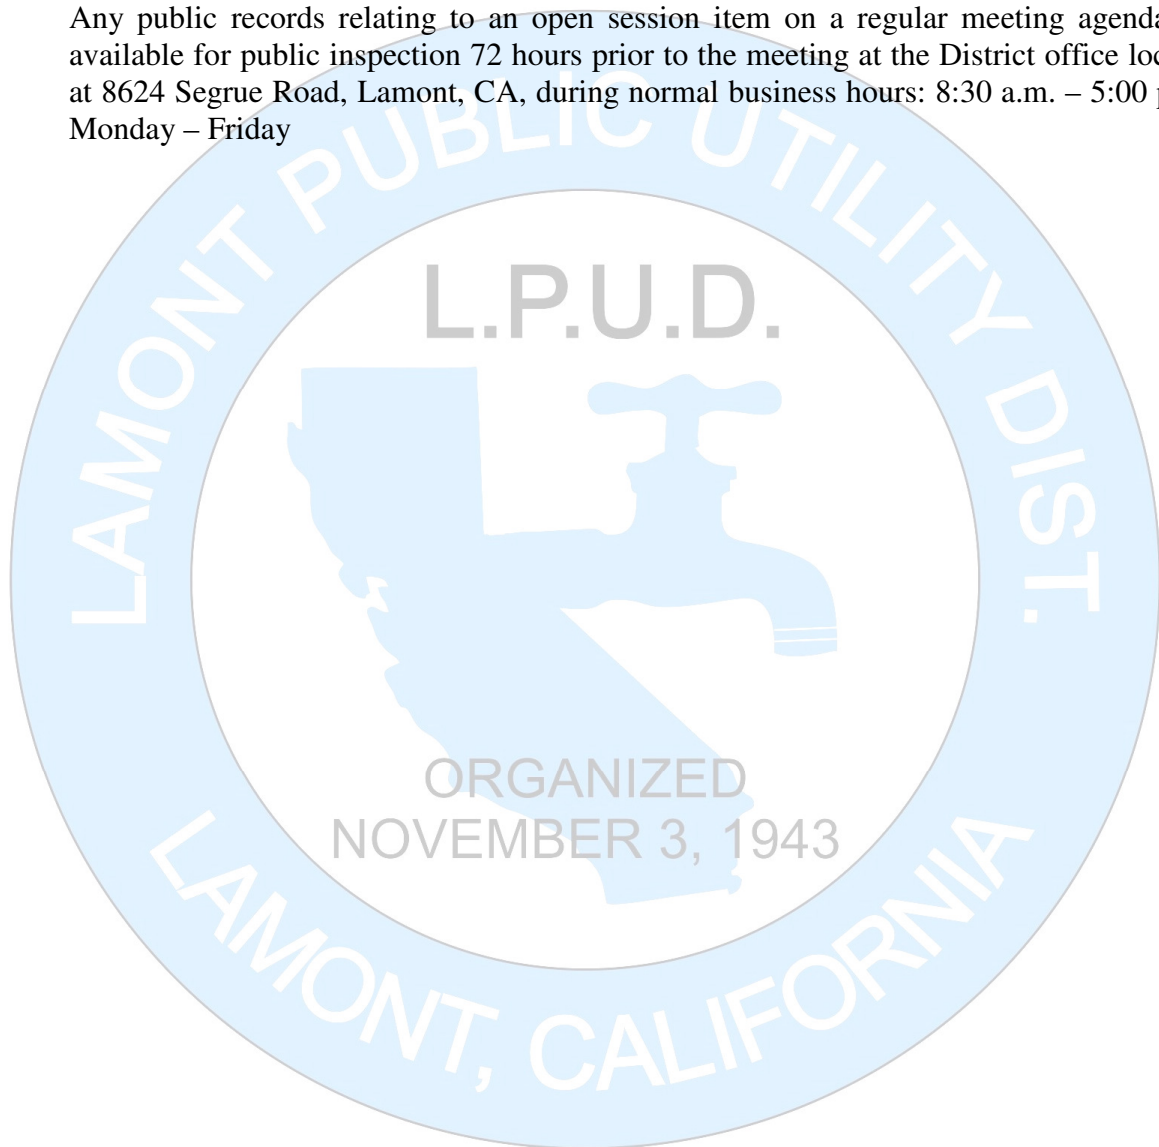 Any public records relating to an open session item on a regular meeting agenda
available for public inspection 72 hours prior to the meeting at the District office
at 8624 Segrue Road, Lamont, CA, during normal business hours: 8:30 a.m. – 5:00
Monday – Friday
LAMONT PUBLIC UTILITY DIST.
L.P.U.D.
ORGANIZED
NOVEMBER 3, 1943
LAMONT, CALIFORNIA